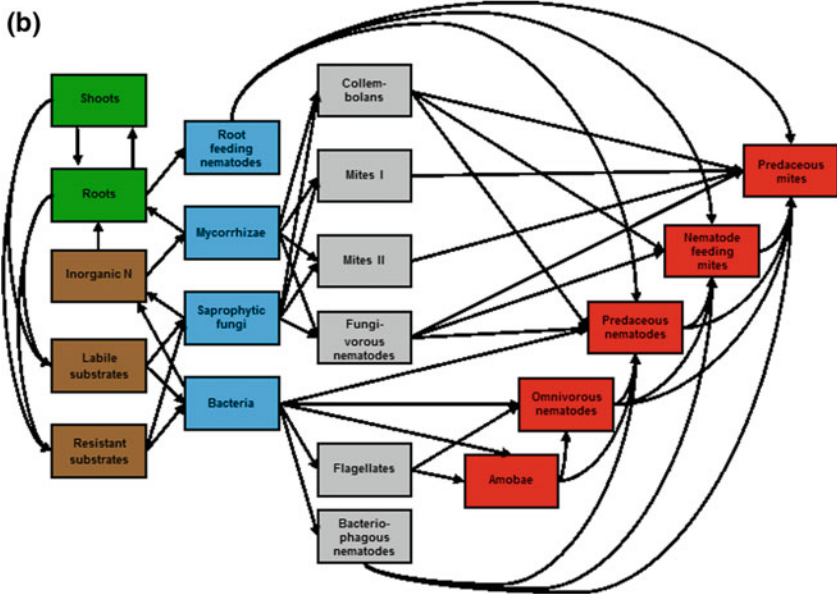 (b)
Shoots
Roots
Inorganic N
Labile
substrates
Resistant
substrates
Root
feeding
nematodes
Mycorrhizae
Saprophytic
fungi
Bacteria
Collem-
bolans
Mites I
Mites II
Fungi-
vorous
nematodes
Flagellates
Bacterio-
phagous
nematodes
Amobae
Omnivorous
nematodes
Predaceous
nematodes
Nematode
feeding
mites
Predaceous
mites